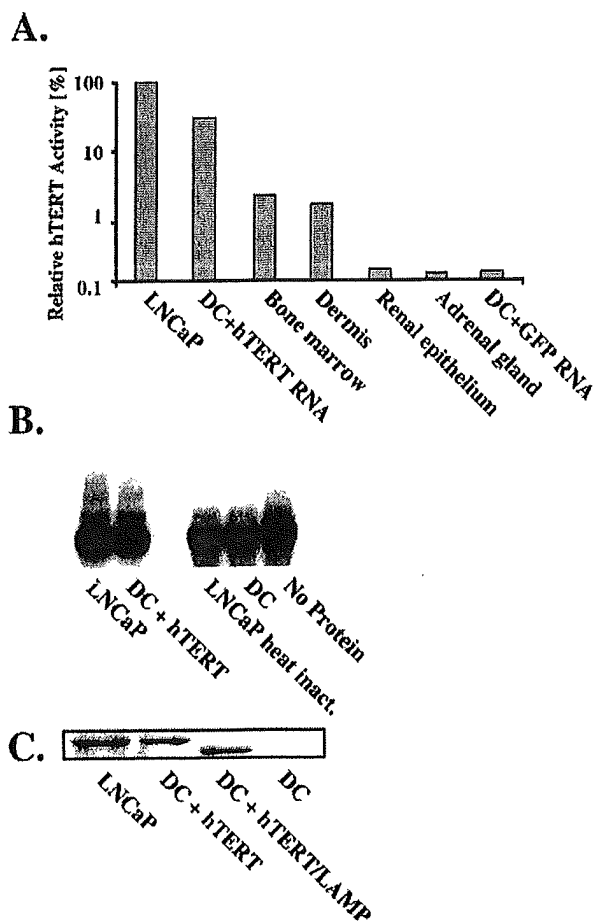 A.
Relative hTERT Activity [%]
100
10
1
0.1
LNCaP
DC+hTERT RNA
Bone marrow
Dermis
Renal epithelium
Adrenal gland
DC+GFP RNA
B.
LNCaP
DC + hTERT
LNCaP heat inact.
DC
No Protein
C.
LNCaP
DC + hTERT
DC + hTERT/LAMP
DC